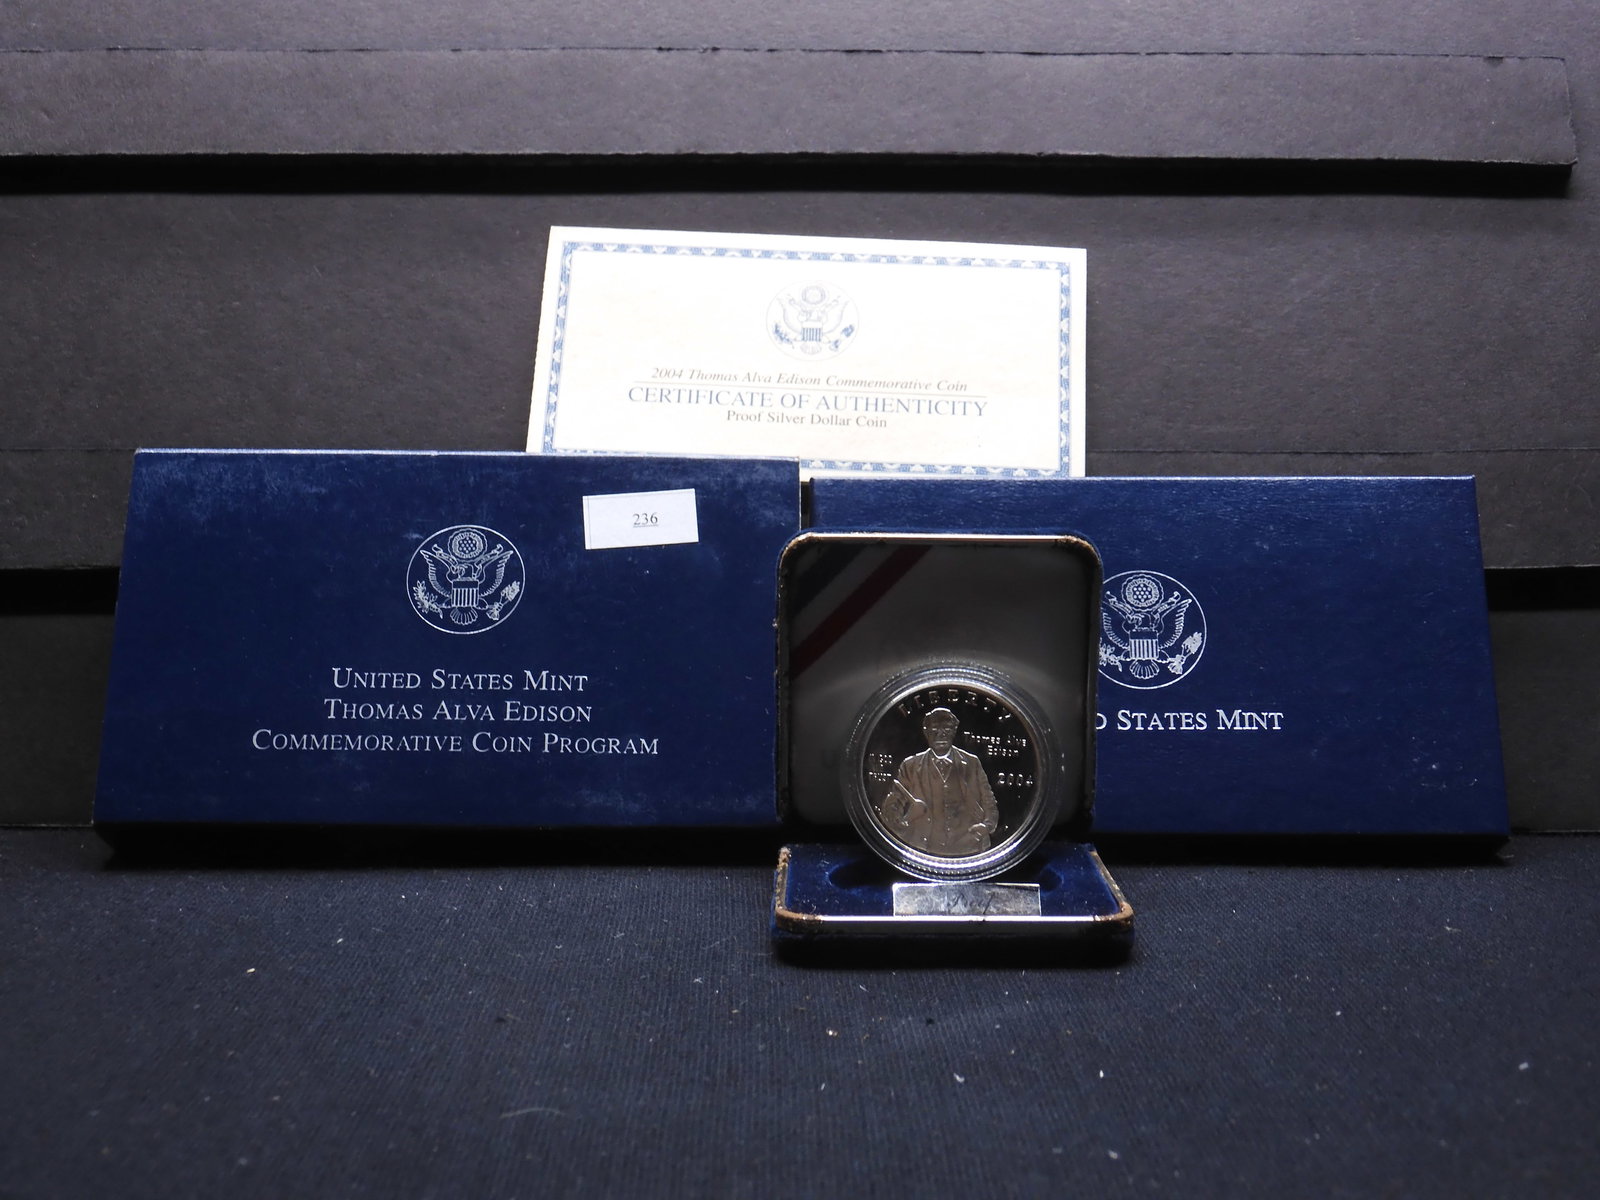 2004 Thomas Alva Edison Commemorative Coin
CERTIFICATE OF AUTHENTICITY
Proof Silver Dollar Coin
236
UNITED STATES MINT
THOMAS ALVA EDISON
COMMEMORATIVE COIN PROGRAM
D STATES MINT
LIBERTY
Thomas Alva
Edison
2004
Proof